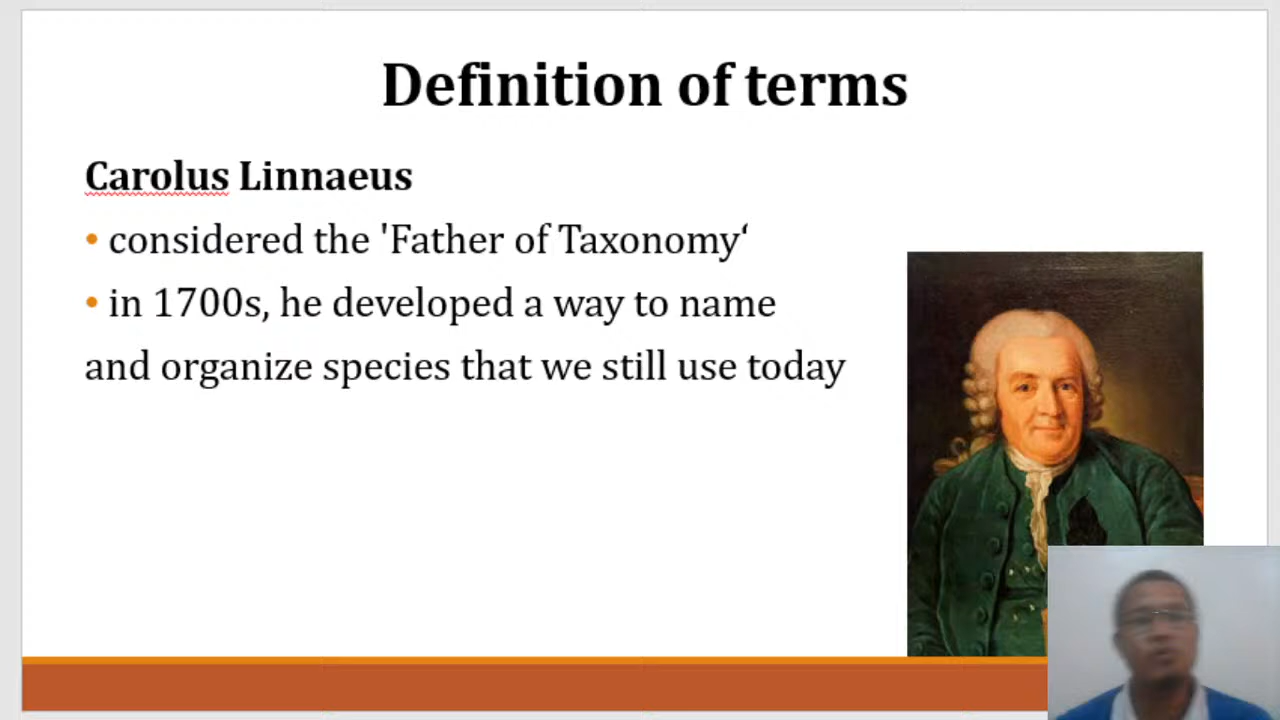 Definition of terms
Carolus Linnaeus
• considered the 'Father of Taxonomy‘
• in 1700s, he developed a way to name
and organize species that we still use today